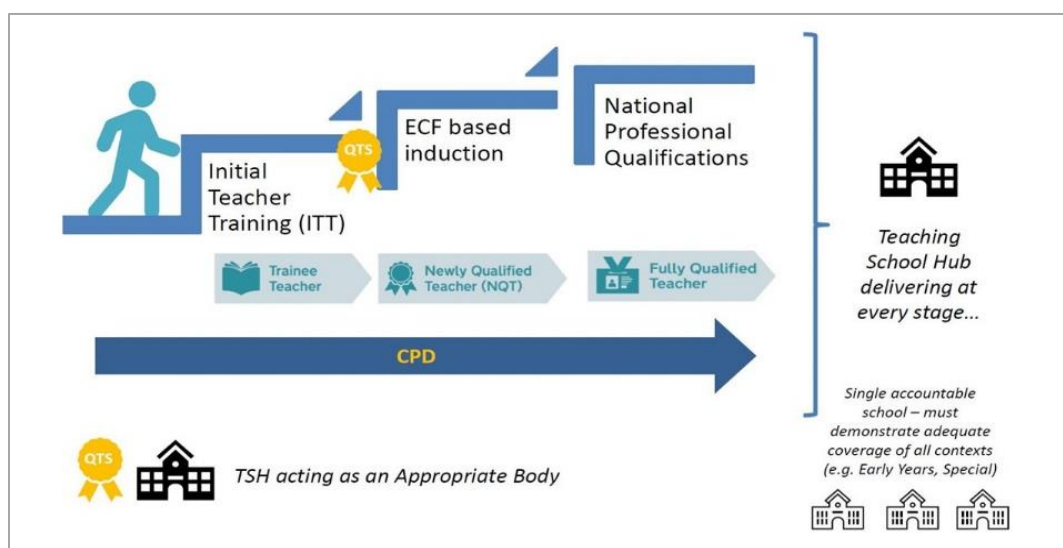 Initial
Teacher
Training (ITT)
QTS
ECF based
induction
National
Professional
Qualifications
Trainee
Teacher
Newly Qualified
Teacher (NQT)
Fully Qualified
Teacher
CPD
Teaching
School Hub
delivering at
every stage...
Single accountable
school – must
demonstrate adequate
coverage of all contexts
(e.g. Early Years, Special)
QTS
TSH acting as an Appropriate Body